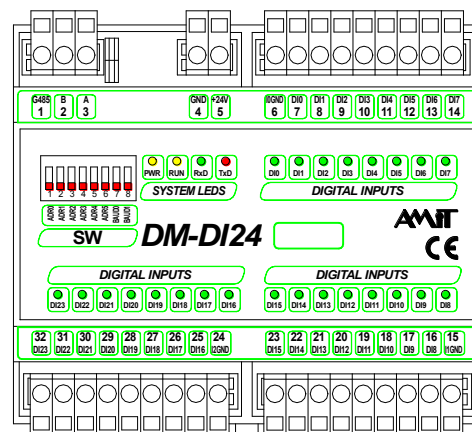 G485 B A GND +24V I0GND DI0 DI1 DI2 DI3 DI4 DI5 DI6 DI7
1 2 3 4 5 6 7 8 9 10 11 12 13 14
PWR RUN RxD TxD DI0 DI1 DI2 DI3 DI4 DI5 DI6 DI7
SYSTEM LEDS DIGITAL INPUTS
1 2 3 4 5 6 7 8
ADR0 ADR1 ADR2 ADR3 ADR4 ADR5 BAUD0 BAUD1
SW DM-DI24 AMiT
CE
DIGITAL INPUTS DIGITAL INPUTS
DI23 DI22 DI21 DI20 DI19 DI18 DI17 DI16 DI15 DI14 DI13 DI12 DI11 DI10 DI9 DI8
32 31 30 29 28 27 26 25 24 23 22 21 20 19 18 17 16 15
DI23 DI22 DI21 DI20 DI19 DI18 DI17 DI16 I2GND DI15 DI14 DI13 DI12 DI11 DI10 DI9 DI8 I1GND